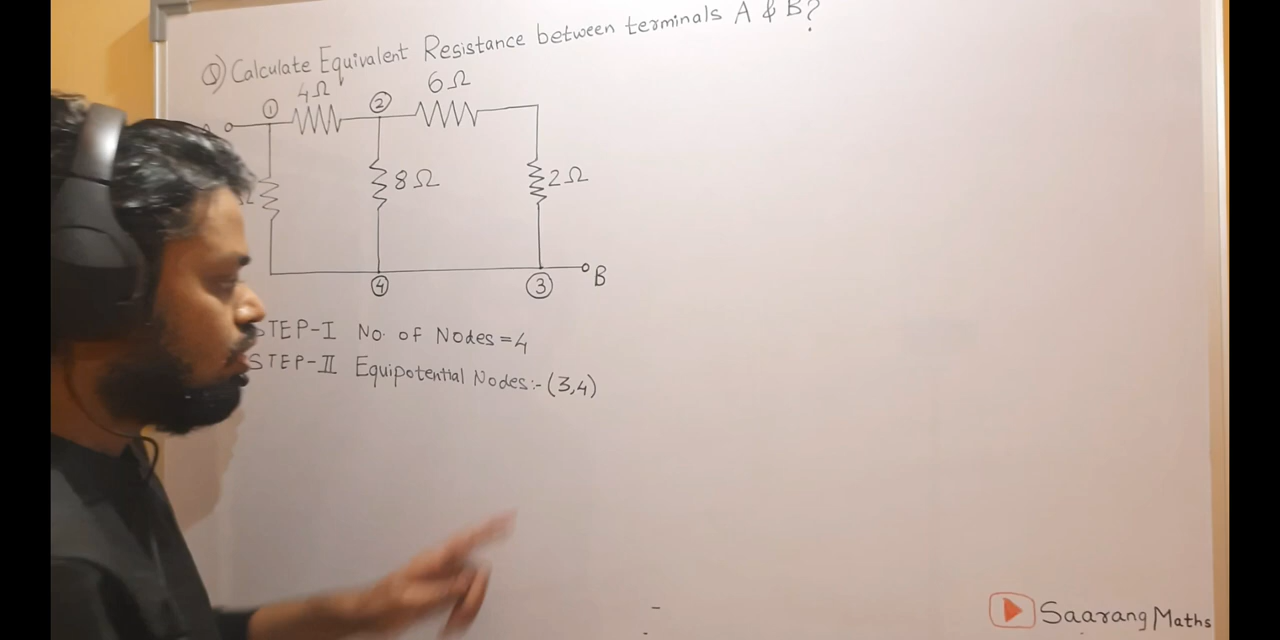 ① Calculate Equivalent Resistance between terminals A & B?
4Ω
6Ω
① ②
8Ω
2Ω
④ ③
B
STEP-I No. of Nodes = 4
STEP-II Equipotential Nodes:- (3,4)
Saarang Maths